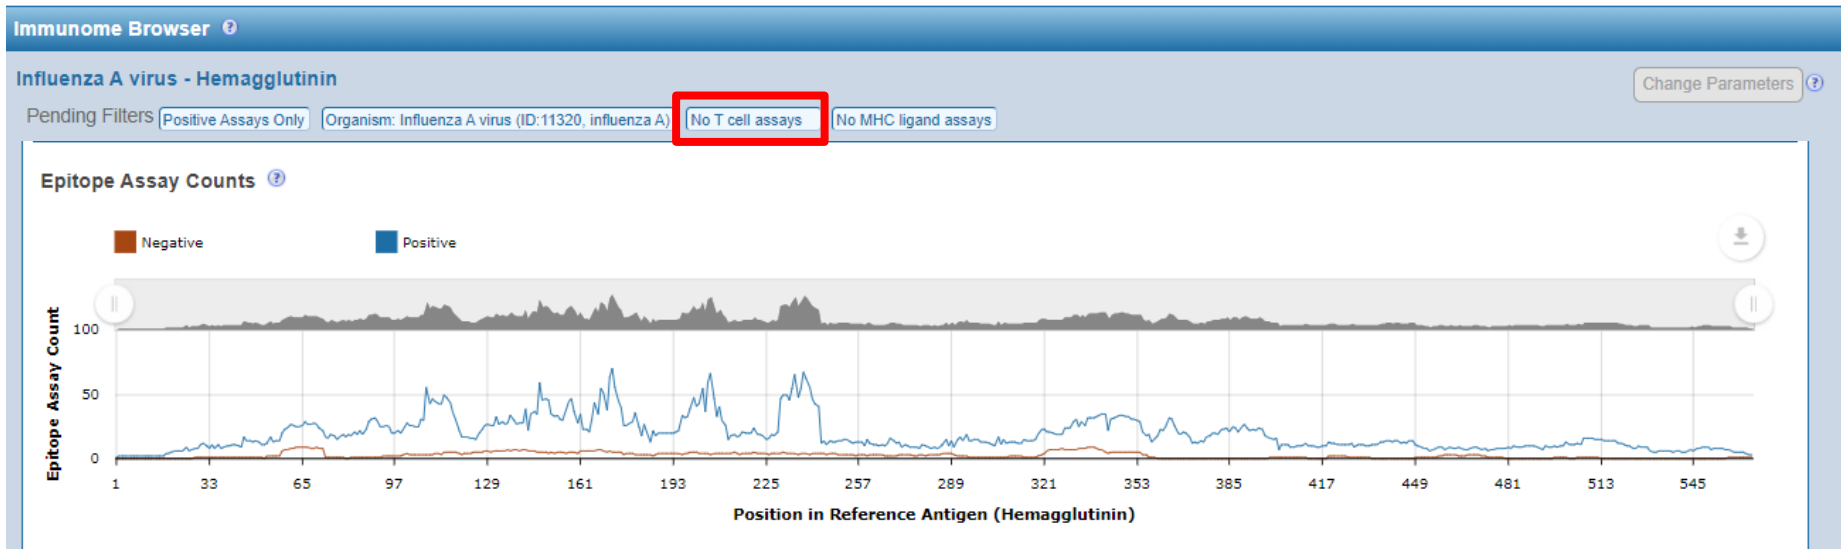 Immunome Browser ?
Influenza A virus - Hemagglutinin
Change Parameters ?
Pending Filters Positive Assays Only Organism: Influenza A virus (ID:11320, influenza A) No T cell assays No MHC ligand assays
Epitope Assay Counts ?
Negative Positive
Epitope Assay Count
100
50
0
1 33 65 97 129 161 193 225 257 289 321 353 385 417 449 481 513 545
Position in Reference Antigen (Hemagglutinin)